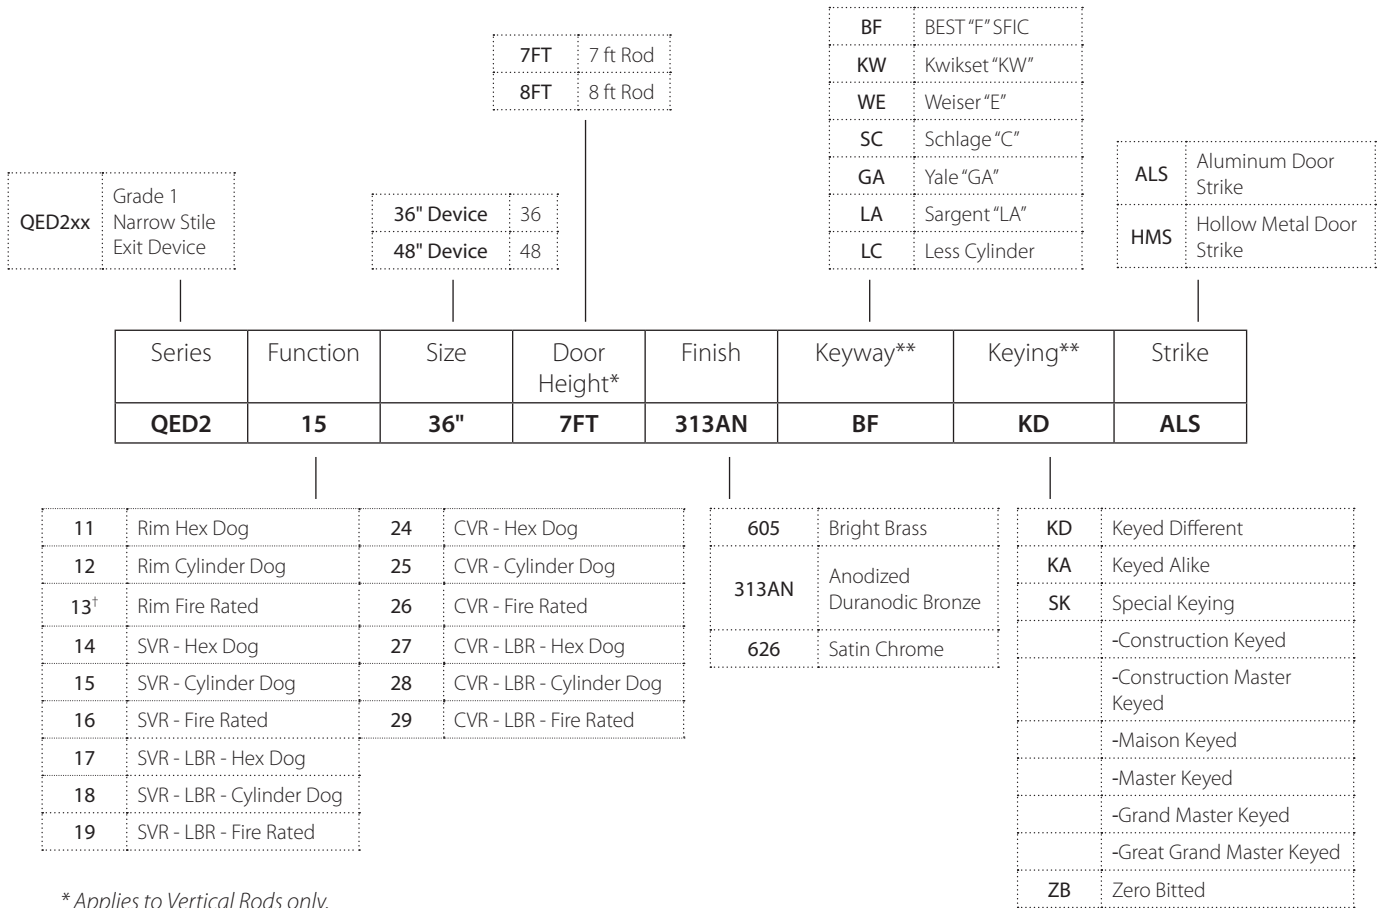 BF BEST “F” SFIC
KW Kwikset “KW”
WE Weiser “E”
SC Schlage “C”
GA Yale “GA”
LA Sargent “LA”
LC Less Cylinder
7FT 7 ft Rod
8FT 8 ft Rod
ALS Aluminum Door
Strike
HMS Hollow Metal Door
Strike
QED2xx Grade 1
Narrow Stile
Exit Device
36" Device 36
48" Device 48
Series Function Size Door Height* Finish Keyway** Keying** Strike
QED2 15 36" 7FT 313AN BF KD ALS
11 Rim Hex Dog
12 Rim Cylinder Dog
13† Rim Fire Rated
14 SVR - Hex Dog
15 SVR - Cylinder Dog
16 SVR - Fire Rated
17 SVR - LBR - Hex Dog
18 SVR - LBR - Cylinder Dog
19 SVR - LBR - Fire Rated
24 CVR - Hex Dog
25 CVR - Cylinder Dog
26 CVR - Fire Rated
27 CVR - LBR - Hex Dog
28 CVR - LBR - Cylinder Dog
29 CVR - LBR - Fire Rated
605 Bright Brass
313AN Anodized
Duranodic Bronze
626 Satin Chrome
KD Keyed Different
KA Keyed Alike
SK Special Keying
-Construction Keyed
-Construction Master
Keyed
-Maison Keyed
-Master Keyed
-Grand Master Keyed
-Great Grand Master Keyed
ZB Zero Bitted
* Applies to Vertical Rods only.